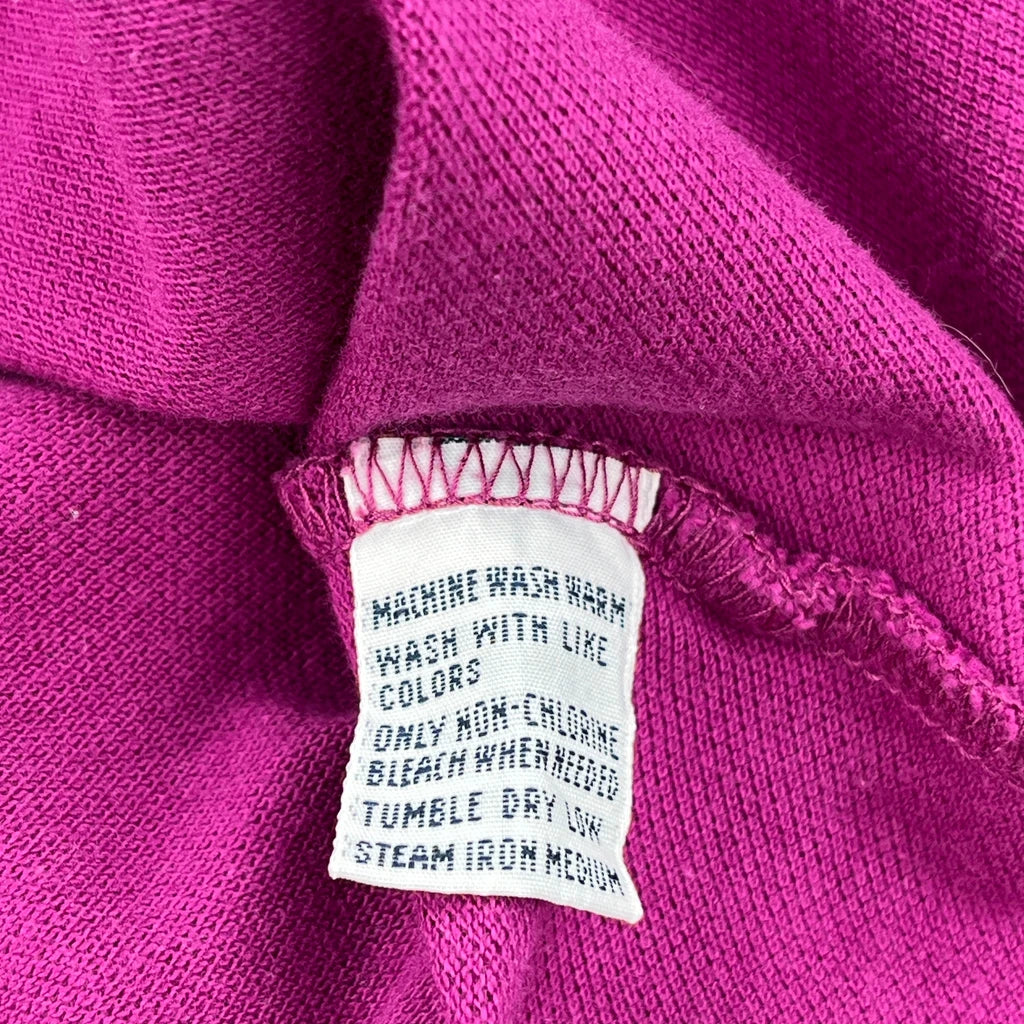 MACHINE WASH WARM
WASH WITH LIKE
COLORS
ONLY NON-CHLORINE
BLEACH WHEN NEEDED
TUMBLE DRY LOW
STEAM IRON MEDIUM